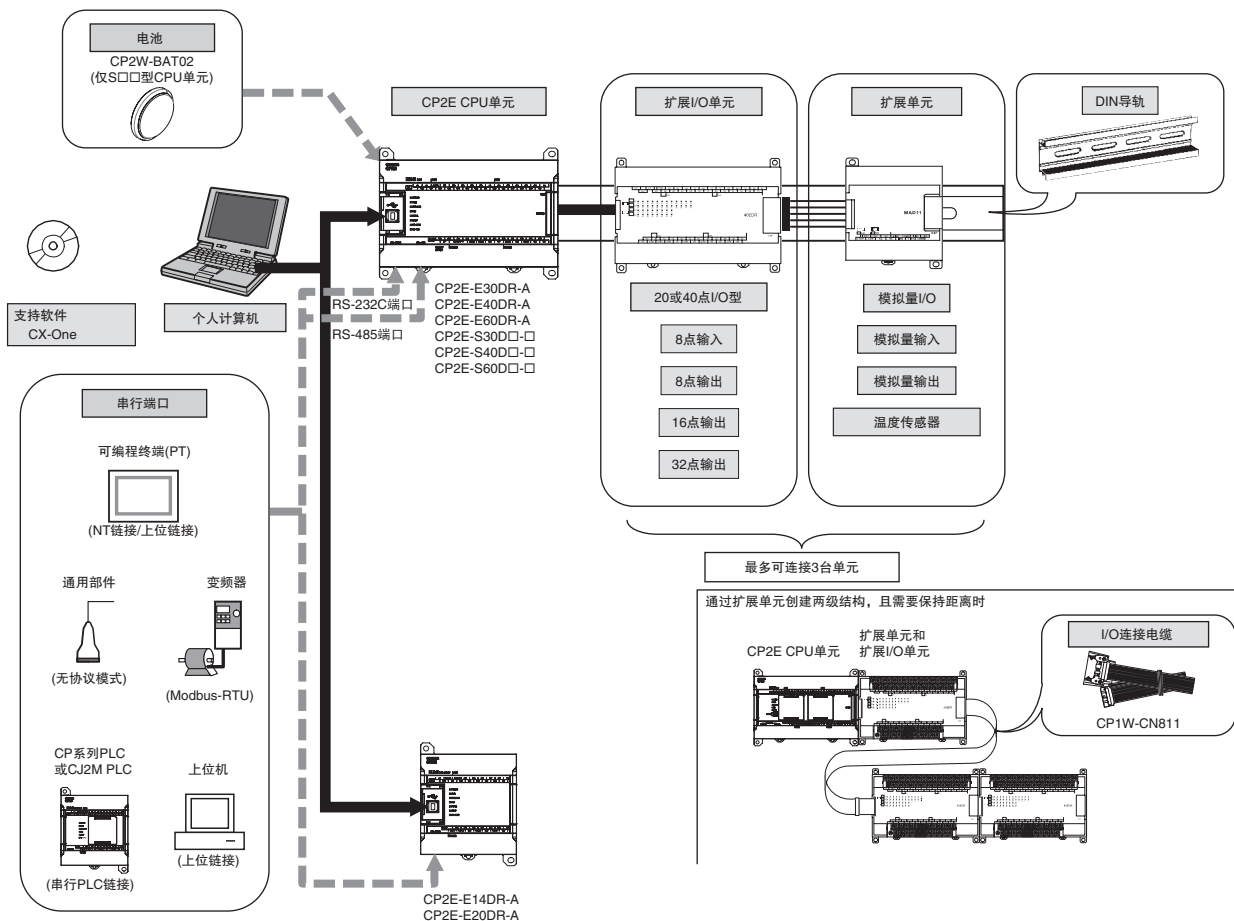 电池
CP2W-BAT02
(仅S□□型CPU单元)
CP2E CPU单元
扩展I/O单元
扩展单元
DIN导轨
40EDR
MAD11
支持软件
CX-One
个人计算机
RS-232C端口
RS-485端口
CP2E-E30DR-A
CP2E-E40DR-A
CP2E-E60DR-A
CP2E-S30D□-□
CP2E-S40D□-□
CP2E-S60D□-□
20或40点I/O型
8点输入
8点输出
16点输出
32点输出
模拟量I/O
模拟量输入
模拟量输出
温度传感器
最多可连接3台单元
串行端口
可编程终端(PT)
(NT链接/上位链接)
通用部件
(无协议模式)
变频器
(Modbus-RTU)
CP系列PLC
或CJ2M PLC
(串行PLC链接)
上位机
(上位链接)
CP2E-E14DR-A
CP2E-E20DR-A
通过扩展单元创建两级结构，且需要保持距离时
CP2E CPU单元
扩展单元和
扩展I/O单元
I/O连接电缆
CP1W-CN811